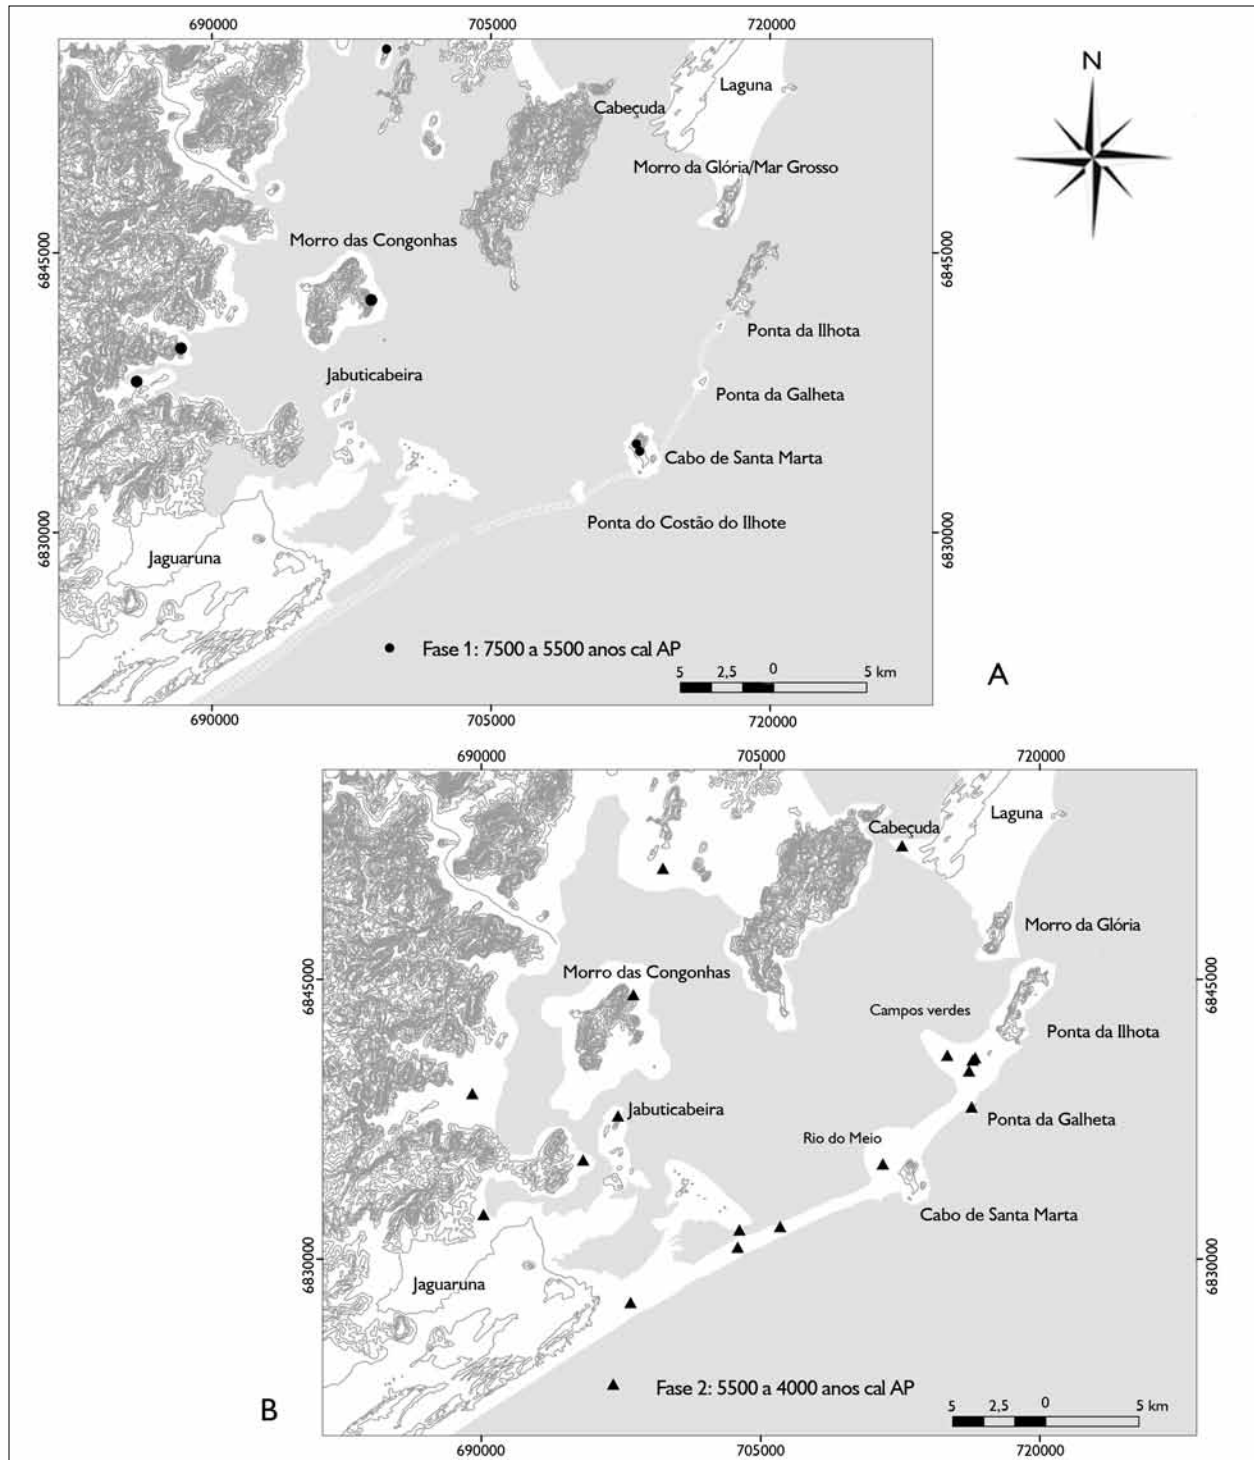 690000
705000
720000
N
Laguna
Cabeçuda
Morro da Glória/Mar Grosso
Morro das Congonhas
6845000
6845000
Ponta da Ilhota
Jabuticabeira
Ponta da Galheta
Cabo de Santa Marta
Ponta do Costão do Ilhote
6830000
6830000
Jaguaruna
Fase 1: 7500 a 5500 anos cal AP
5 2,5 0 5 km
A
690000
705000
720000
690000
705000
720000
Laguna
Cabeçuda
Morro da Glória
Morro das Congonhas
6845000
6845000
Campos verdes
Ponta da Ilhota
Jabuticabeira
Ponta da Galheta
Rio do Meio
Cabo de Santa Marta
6830000
6830000
Jaguaruna
Fase 2: 5500 a 4000 anos cal AP
B
5 2,5 0 5 km
690000
705000
720000